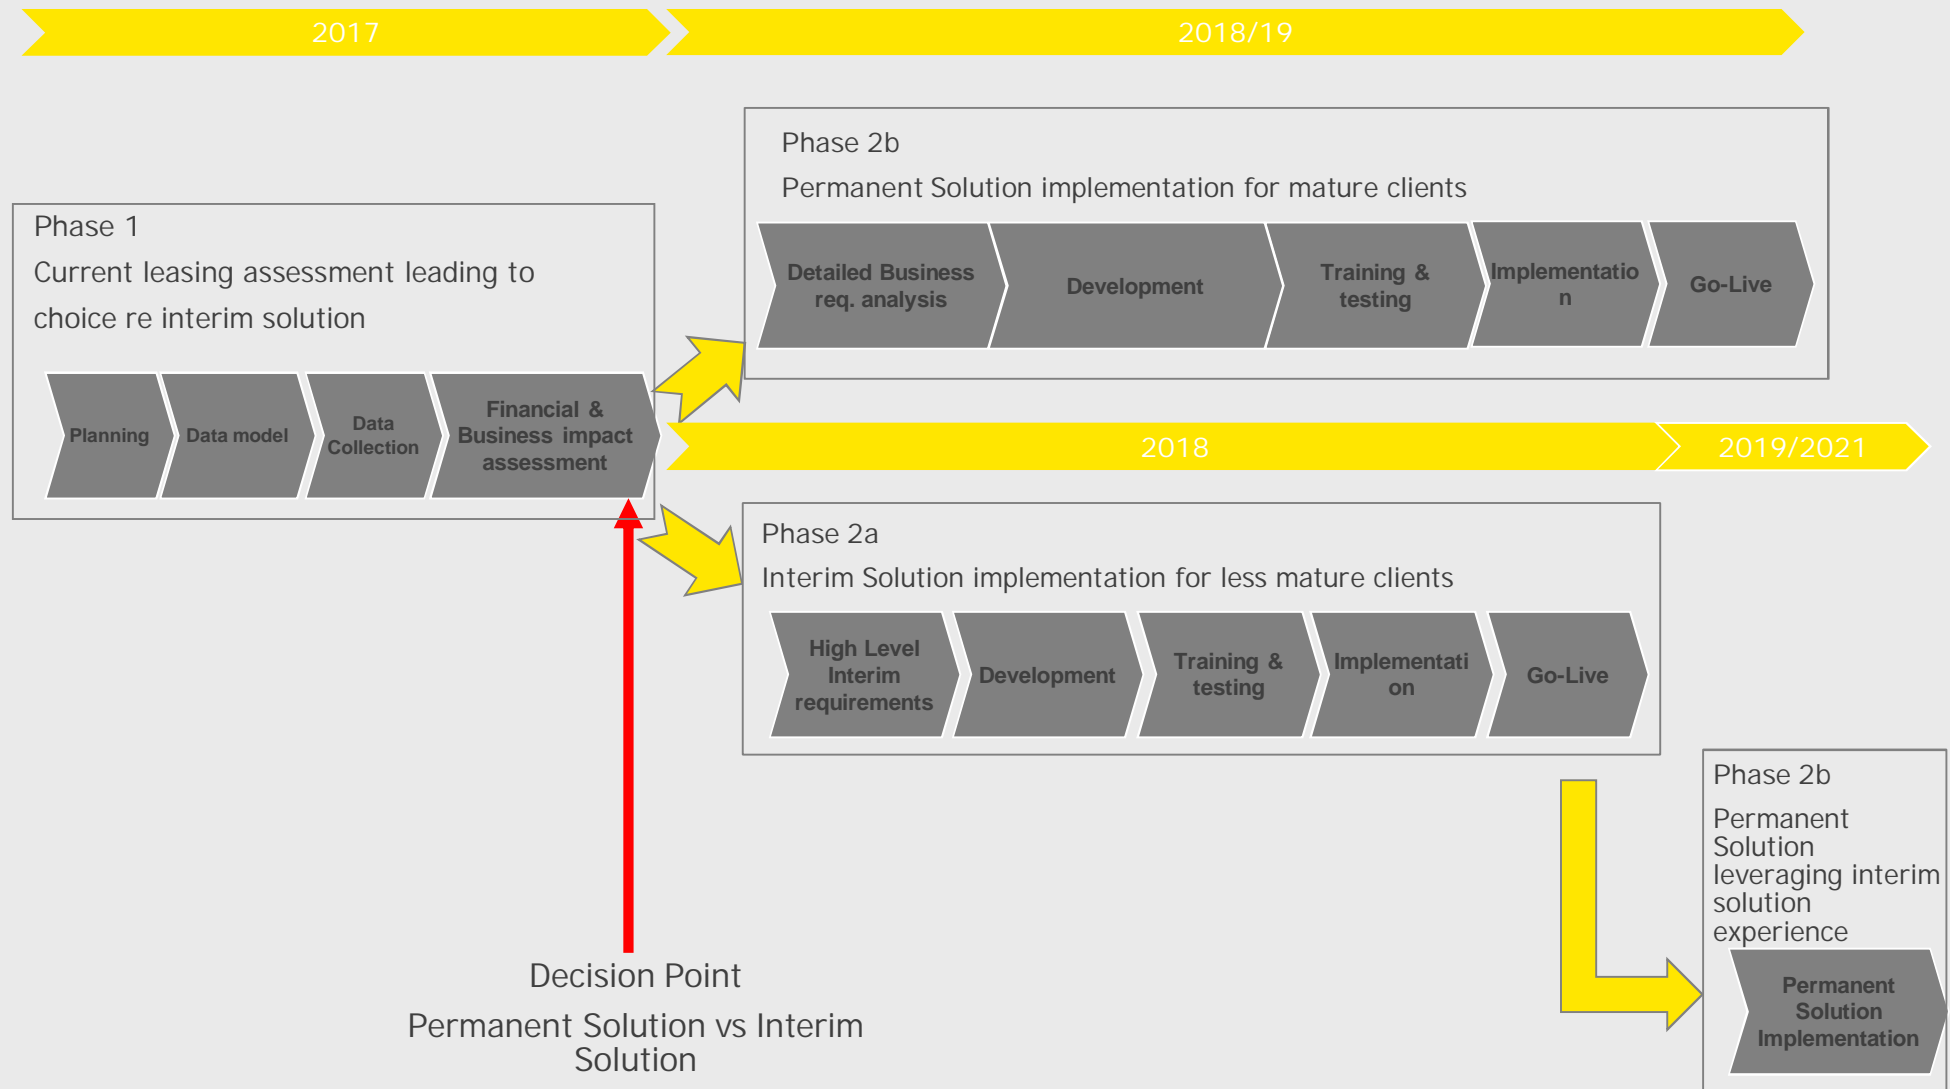 2017
2018/19
Phase 2b
Permanent Solution implementation for mature clients
Detailed Business
req. analysis
Development
Training &
testing
Implementatio
n
Go-Live
Phase 1
Current leasing assessment leading to
choice re interim solution
Planning
Data model
Data
Collection
Financial &
Business impact
assessment
2018
2019/2021
Phase 2a
Interim Solution implementation for less mature clients
High Level
Interim
requirements
Development
Training &
testing
Implementati
on
Go-Live
Phase 2b
Permanent
Solution
leveraging interim
solution
experience
Permanent
Solution
Implementation
Decision Point
Permanent Solution vs Interim
Solution